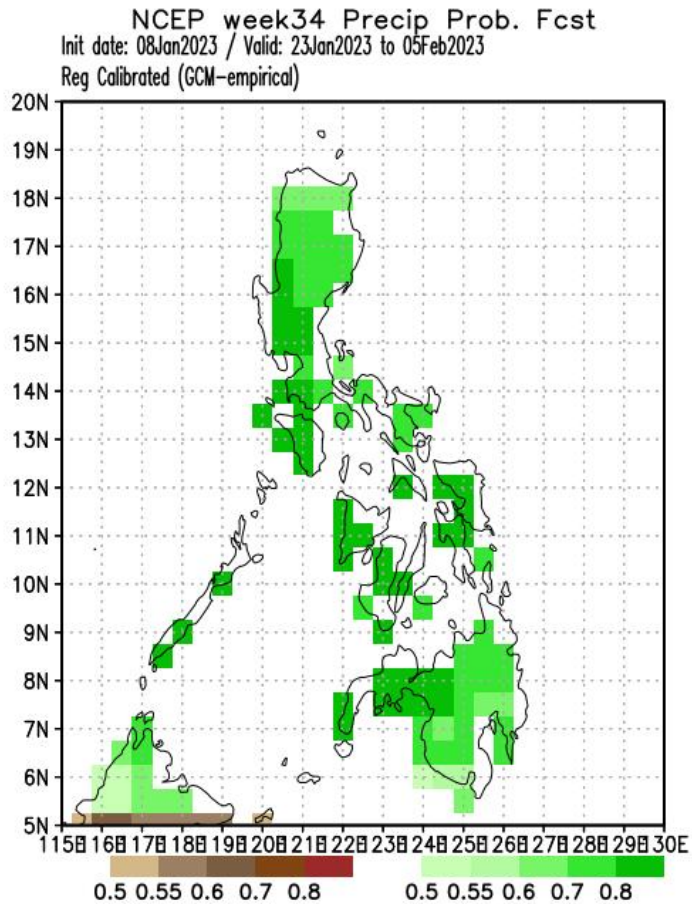 NCEP week34 Precip Prob. Fcst
Init date: 08Jan2023 / Valid: 23Jan2023 to 05Feb2023
Reg Calibrated (GCM-empirical)
20N
19N
18N
17N
16N
15N
14N
13N
12N
11N
10N
9N
8N
7N
6N
5N
115E 116E 117E 118E 119E 120E 121E 122E 123E 124E 125E 126E 127E 128E 129E 130E
0.5 0.55 0.6 0.7 0.8 0.5 0.55 0.6 0.7 0.8